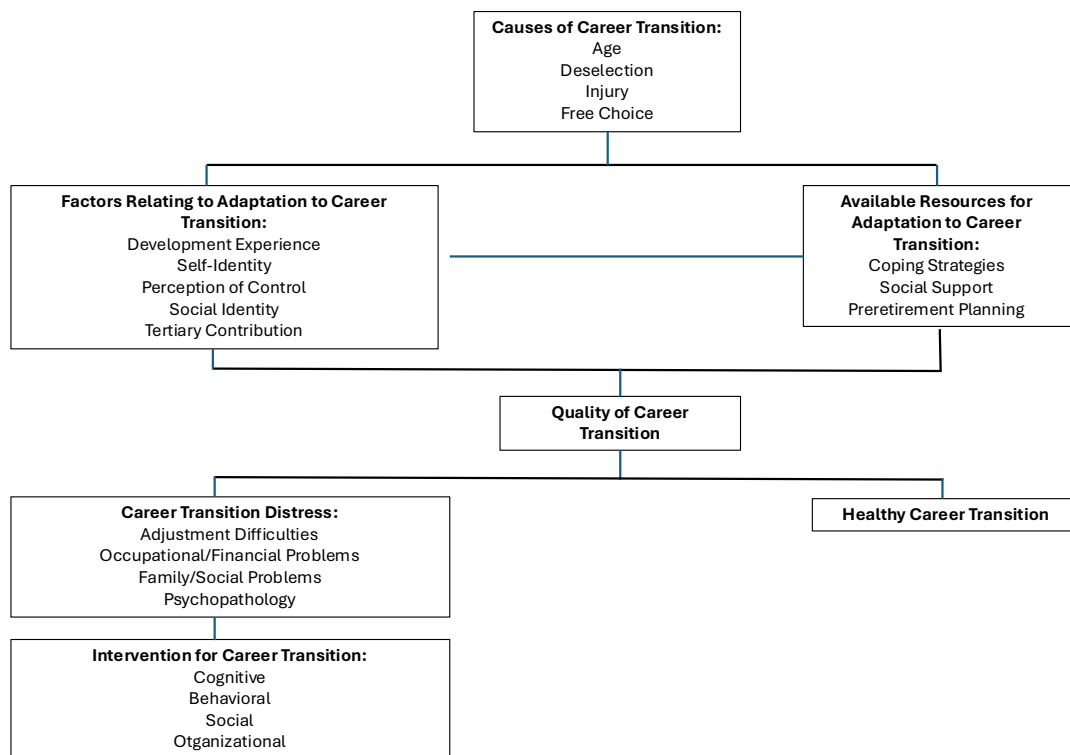 Causes of Career Transition:
Age
Deselection
Injury
Free Choice
Factors Relating to Adaptation to Career
Transition:
Development Experience
Self-Identity
Perception of Control
Social Identity
Tertiary Contribution
Available Resources for
Adaptation to Career
Transition:
Coping Strategies
Social Support
Preretirement Planning
Quality of Career
Transition
Career Transition Distress:
Adjustment Difficulties
Occupational/Financial Problems
Family/Social Problems
Psychopathology
Healthy Career Transition
Intervention for Career Transition:
Cognitive
Behavioral
Social
Otganizational